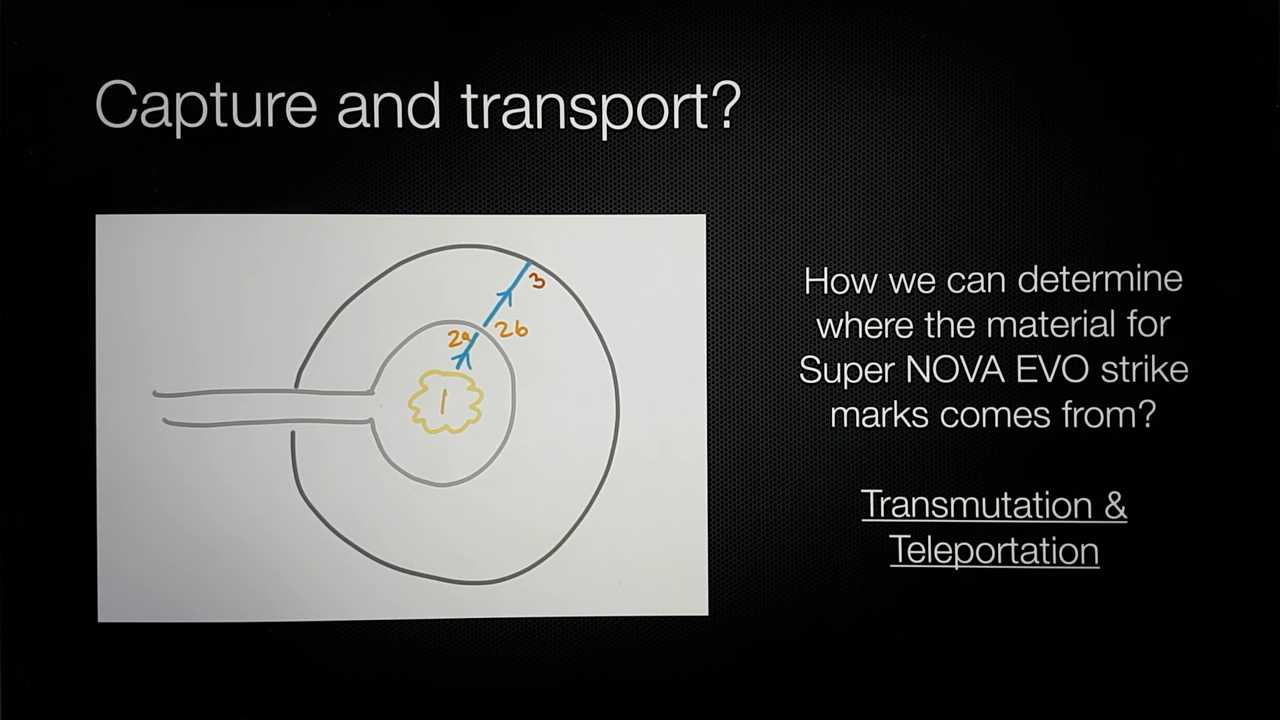 Capture and transport?
3
2a
2b
1
How we can determine
where the material for
Super NOVA EVO strike
marks comes from?
Transmutation &
Teleportation